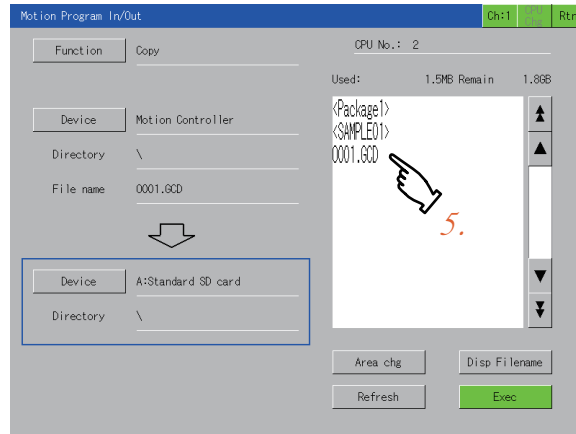 Motion Program In/Out
Ch:1
CPU Chg
Rtn
Function
Copy
CPU No.: 2
Used: 1.5MB Remain 1.8GB
Device
Motion Controller
Directory
\
File name
0001.GCD
<Package1>
<SAMPLE01>
0001.GCD
5.
Device
A:Standard SD card
Directory
\
Area chg
Disp Filename
Refresh
Exec